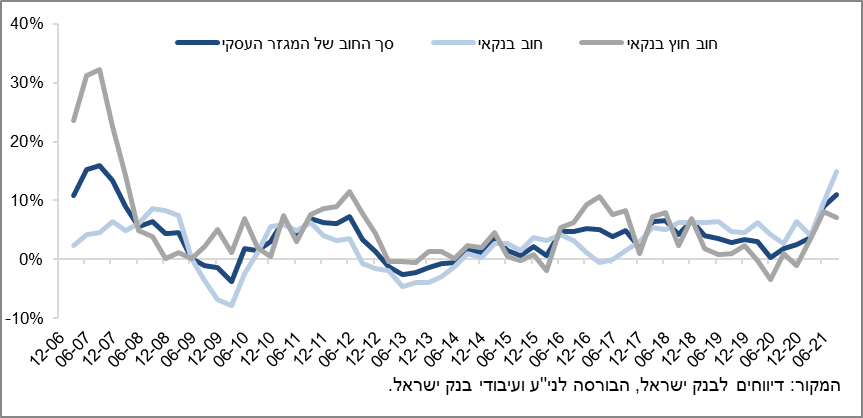 40%
סך החוב של המגזר העסקי חוב בנקאי חוב חוץ בנקאי
30%
20%
10%
0%
-10%
12-06 06-07 12-07 06-08 12-08 06-09 12-09 06-10 12-10 06-11 12-11 06-12 12-12 06-13 12-13 06-14 12-14 06-15 12-15 06-16 12-16 06-17 12-17 06-18 12-18 06-19 12-19 06-20 12-20 06-21
המקור: דיווחים לבנק ישראל, הבורסה לני"ע ועיבודי בנק ישראל.